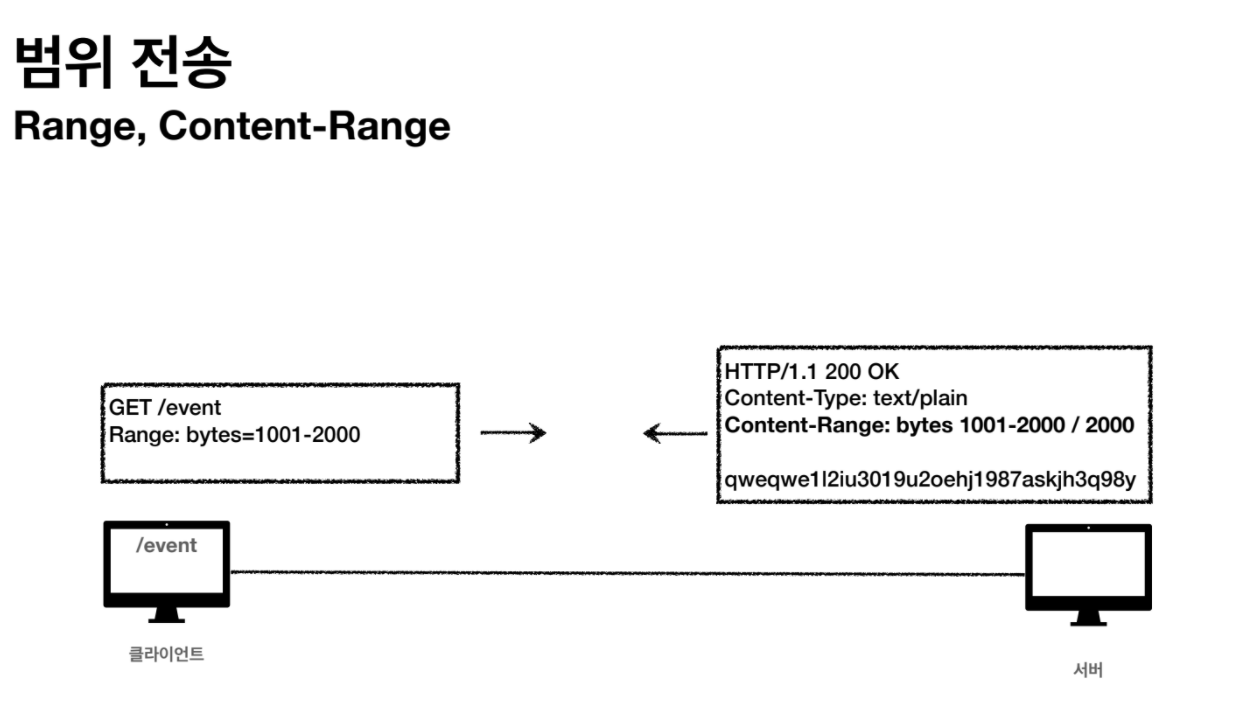 범위 전송
Range, Content-Range
GET /event
Range: bytes=1001-2000
HTTP/1.1 200 OK
Content-Type: text/plain
Content-Range: bytes 1001-2000 / 2000
qweqwe1l2iu3019u2oehj1987askjh3q98y
/event
클라이언트
서버